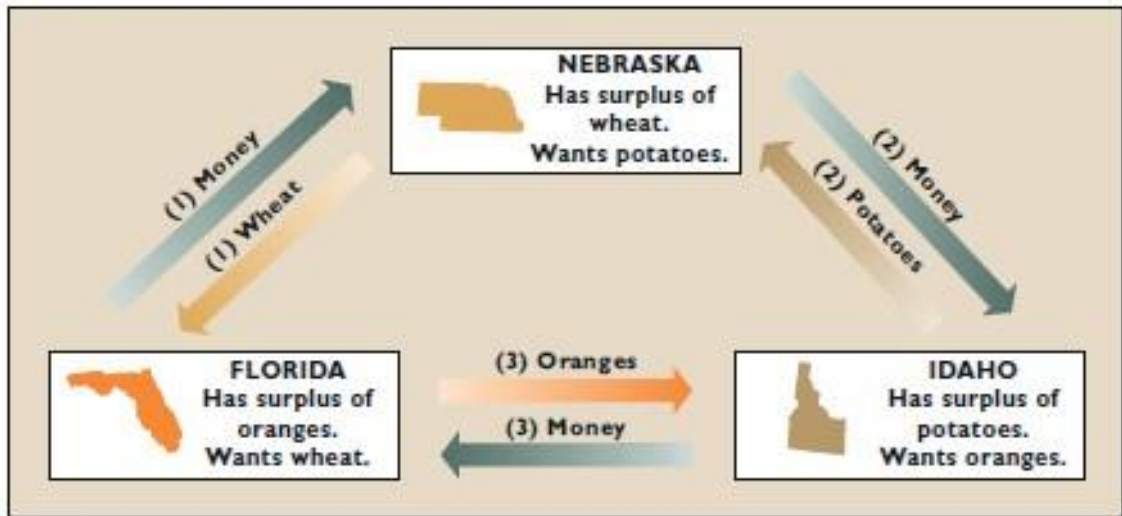 NEBRASKA
Has surplus of
wheat.
Wants potatoes.
(1) Money
(1) Wheat
(2) Money
(2) Potatoes
FLORIDA
Has surplus of
oranges.
Wants wheat.
(3) Oranges
(3) Money
IDAHO
Has surplus of
potatoes.
Wants oranges.